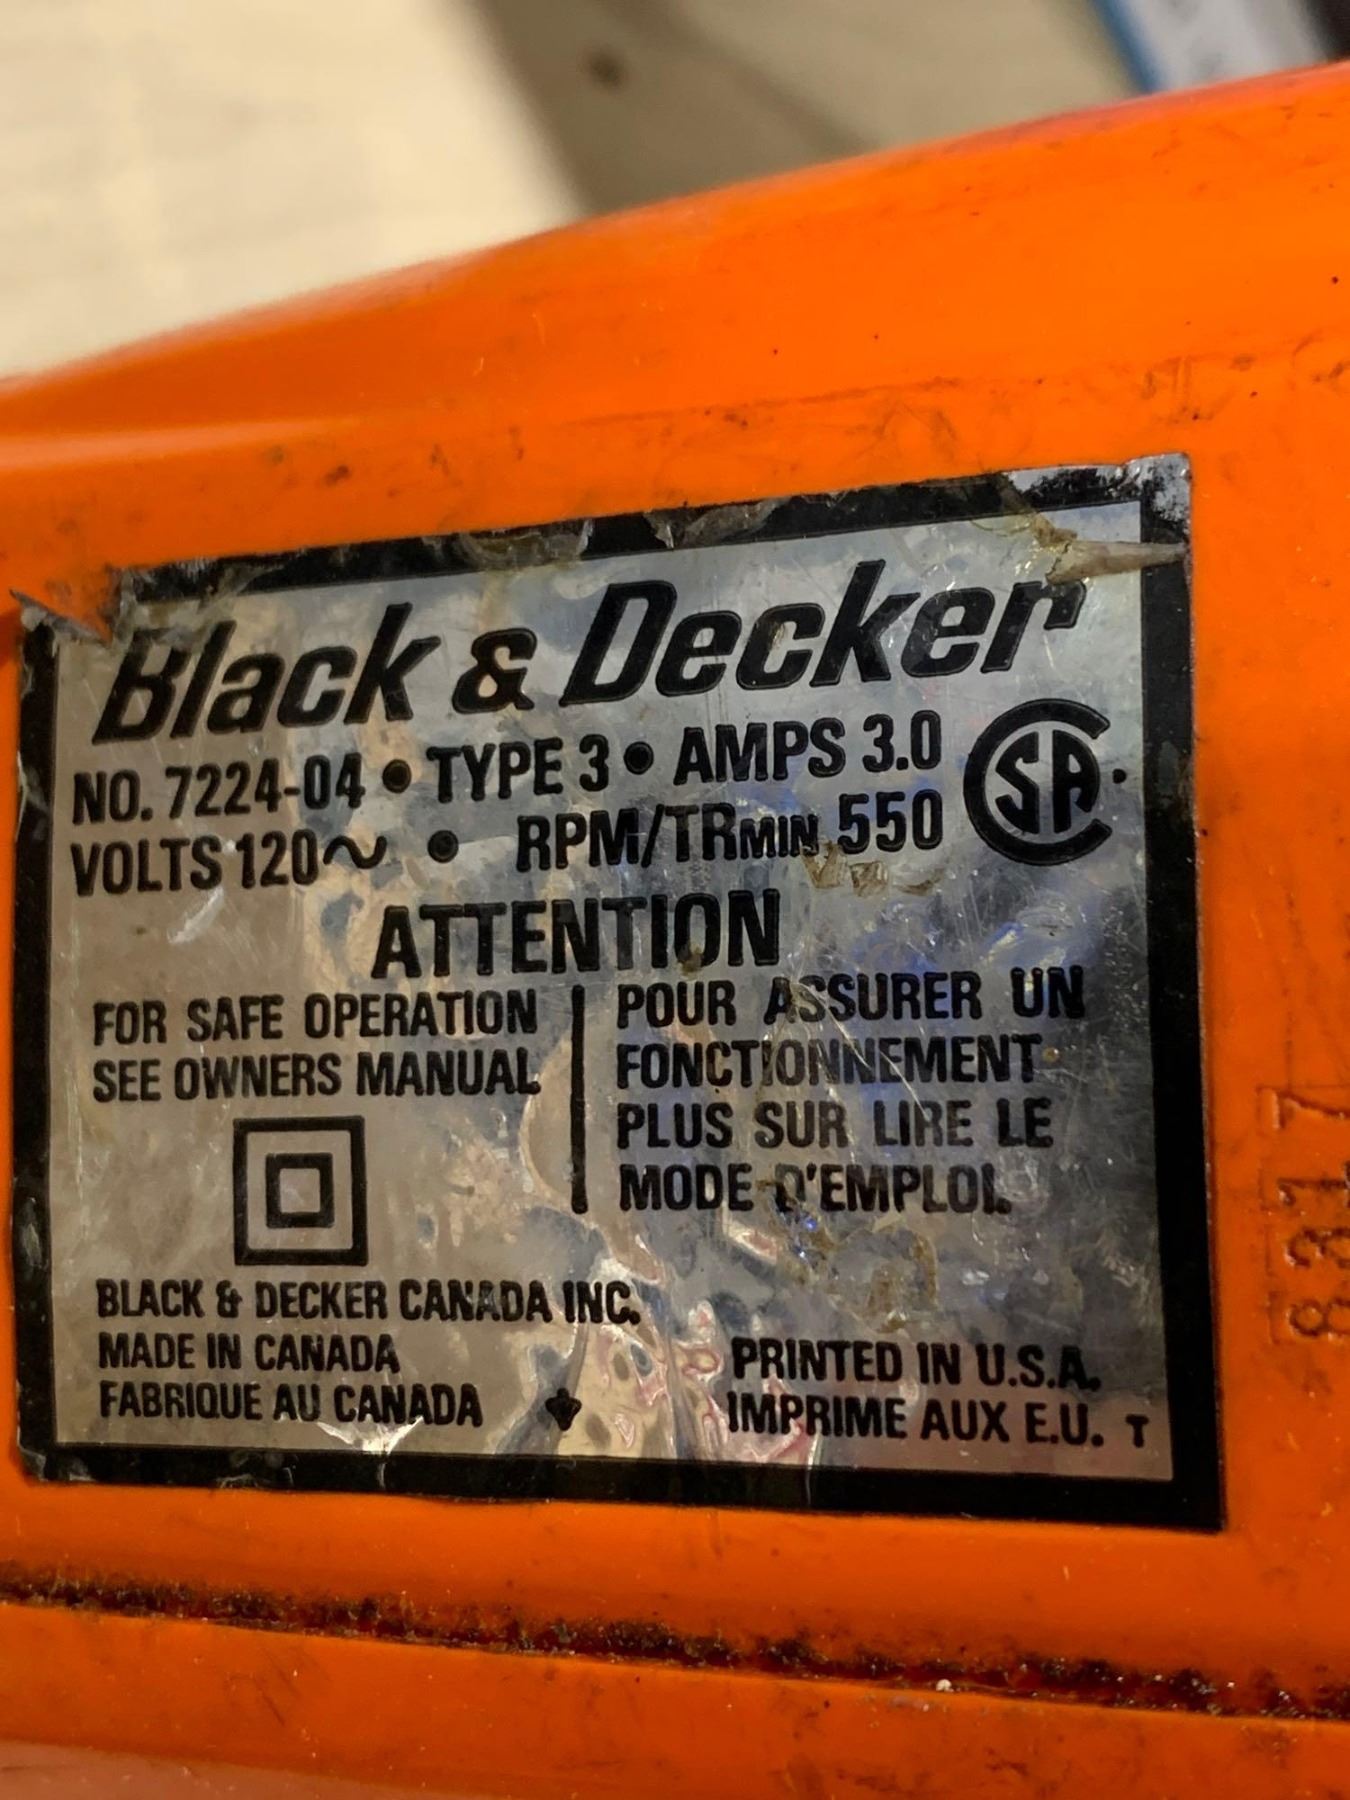 Black & Decker
NO. 7224-04 • TYPE 3 • AMPS 3.0
VOLTS 120~ • RPM/TRMIN 550
CSA
ATTENTION
FOR SAFE OPERATION
SEE OWNERS MANUAL
POUR ASSURER UN
FONCTIONNEMENT
PLUS SUR LIRE LE
MODE D'EMPLOI.
BLACK & DECKER CANADA INC.
MADE IN CANADA
FABRIQUE AU CANADA
PRINTED IN U.S.A.
IMPRIME AUX E.U. T
8317